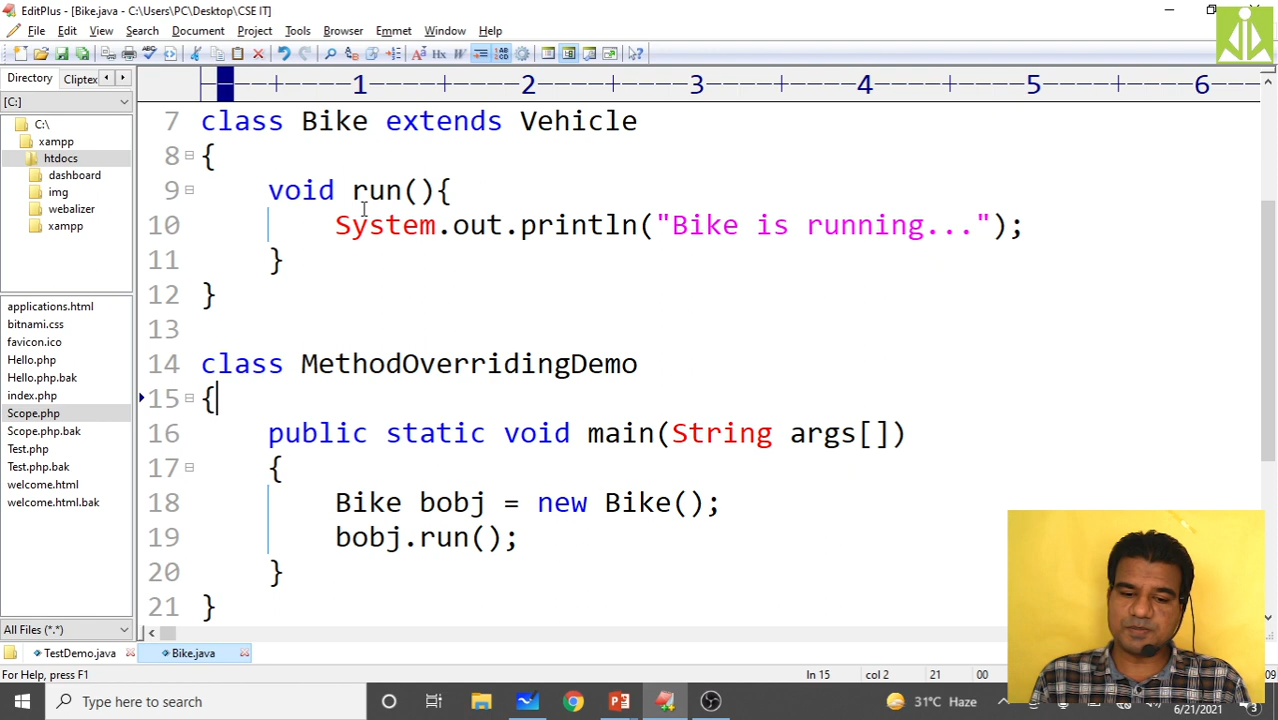 EditPlus - [Bike.java - C:\Users\PC\Desktop\CSE IT]
File Edit View Search Document Project Tools Browser Emmet Window Help
Directory Cliptex
[C:]
C:\
xampp
htdocs
dashboard
img
webalizer
xampp
applications.html
bitnami.css
favicon.ico
Hello.php
Hello.php.bak
index.php
Scope.php
Scope.php.bak
Test.php
Test.php.bak
welcome.html
welcome.html.bak
All Files (*.*)
----+----1----+----2----+----3----+----4----+----5----+----6----
7 class Bike extends Vehicle
8 {
9 void run(){
10 System.out.println("Bike is running...");
11 }
12 }
13
14 class MethodOverridingDemo
15 {
16 public static void main(String args[])
17 {
18 Bike bobj = new Bike();
19 bobj.run();
20 }
21 }
TestDemo.java Bike.java
For Help, press F1 ln 15 col 2 21 00 09
Type here to search 31°C Haze 6/21/2021 3